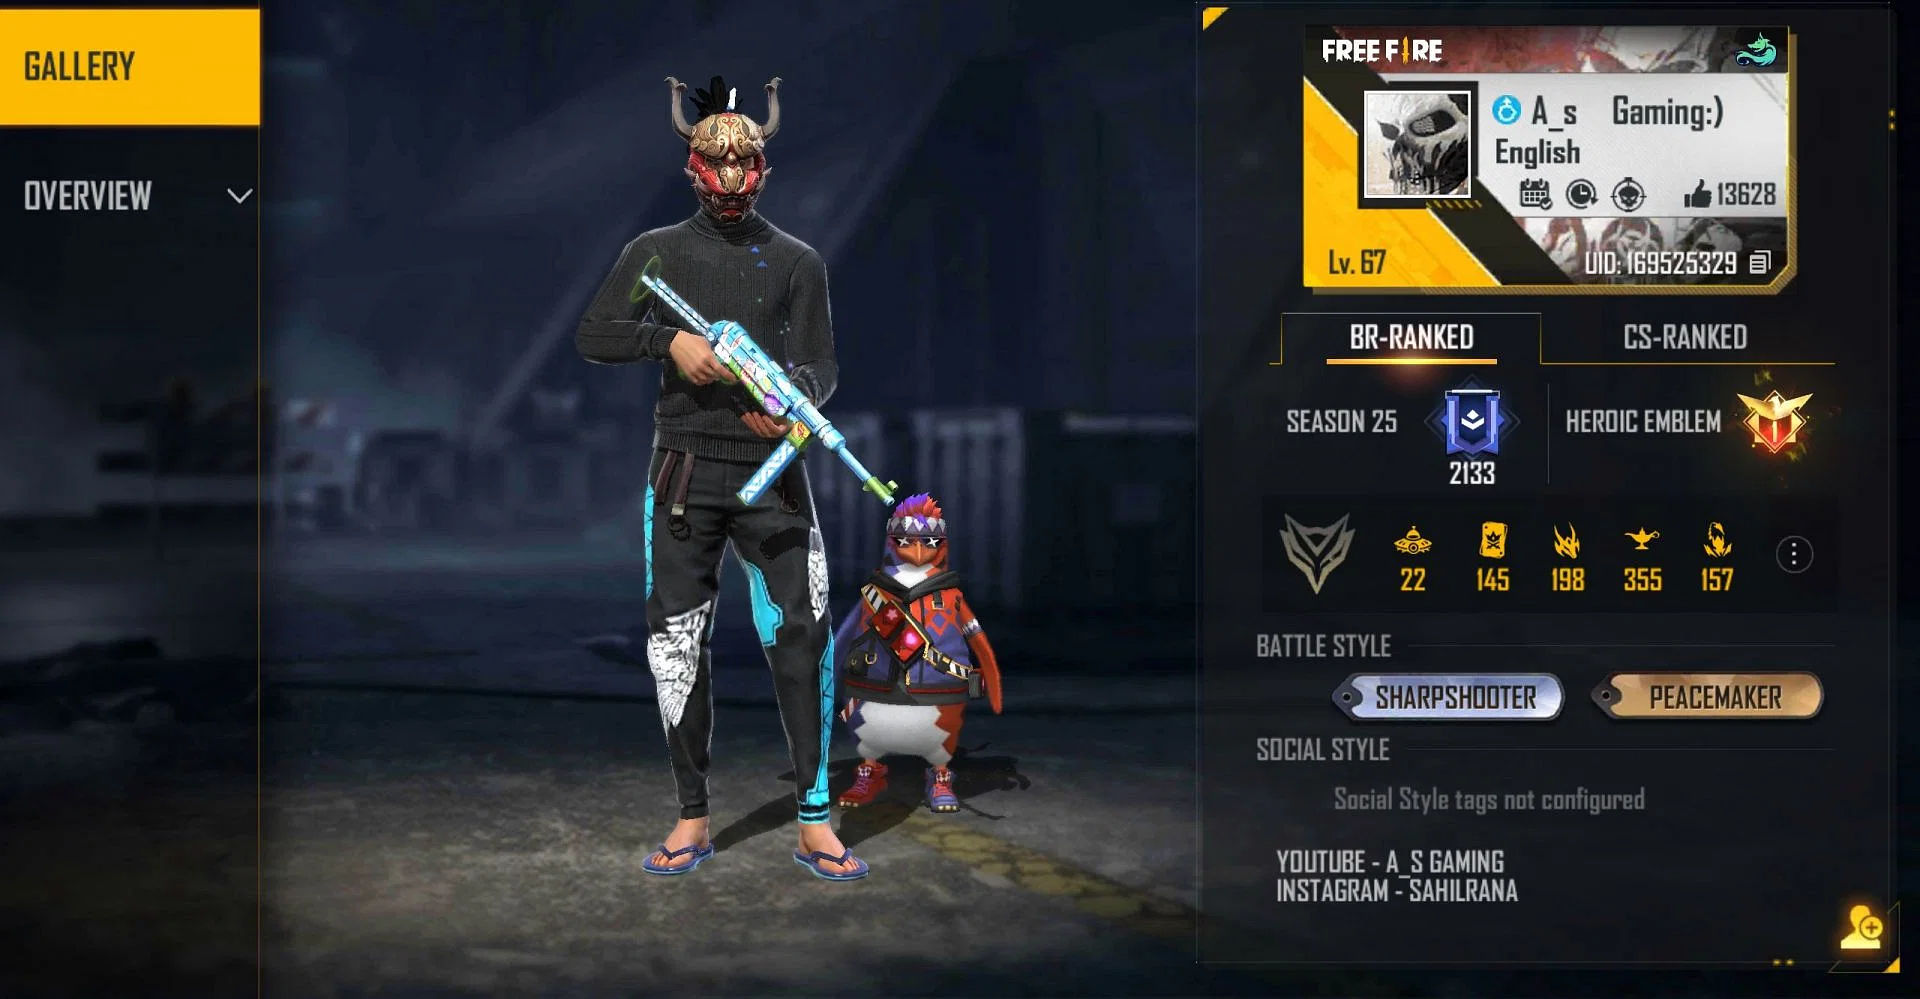 GALLERY
OVERVIEW
FREE FIRE
A_s Gaming:)
English
13628
Lv. 67
UID: 169525329
BR-RANKED
CS-RANKED
SEASON 25
2133
HEROIC EMBLEM
22 145 198 355 157
BATTLE STYLE
SHARPSHOOTER PEACEMAKER
SOCIAL STYLE
Social Style tags not configured
YOUTUBE - A_S GAMING
INSTAGRAM - SAHILRANA